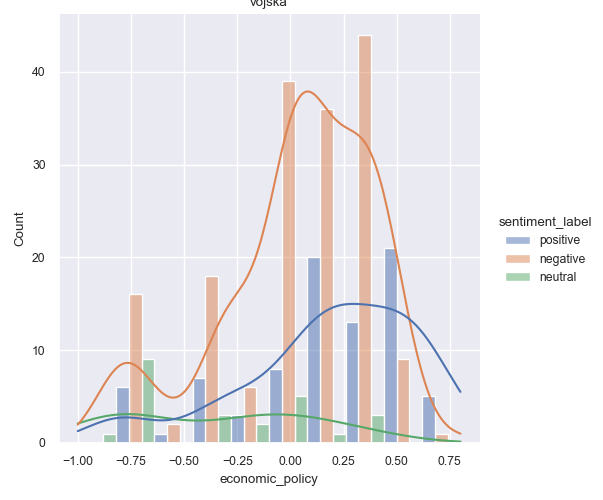 vojska
40
30
20
10
0
Count
−1.00
−0.75
−0.50
−0.25
0.00
0.25
0.50
0.75
economic_policy
sentiment_label
positive
negative
neutral